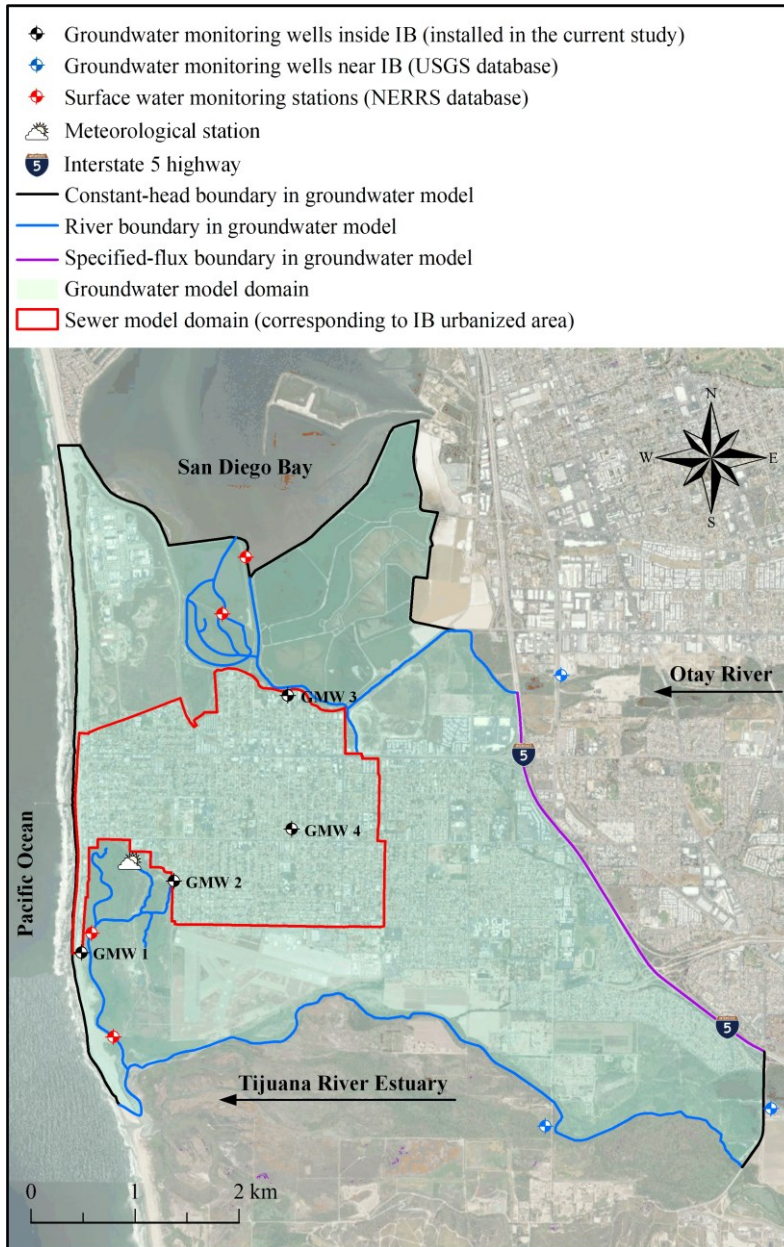 Groundwater monitoring wells inside IB (installed in the current study)
Groundwater monitoring wells near IB (USGS database)
Surface water monitoring stations (NERRS database)
Meteorological station
5 Interstate 5 highway
Constant-head boundary in groundwater model
River boundary in groundwater model
Specified-flux boundary in groundwater model
Groundwater model domain
Sewer model domain (corresponding to IB urbanized area)
N
W E
S
San Diego Bay
Otay River
GMW 3
5
GMW 4
Pacific Ocean
GMW 2
GMW 1
5
Tijuana River Estuary
0 1 2 km